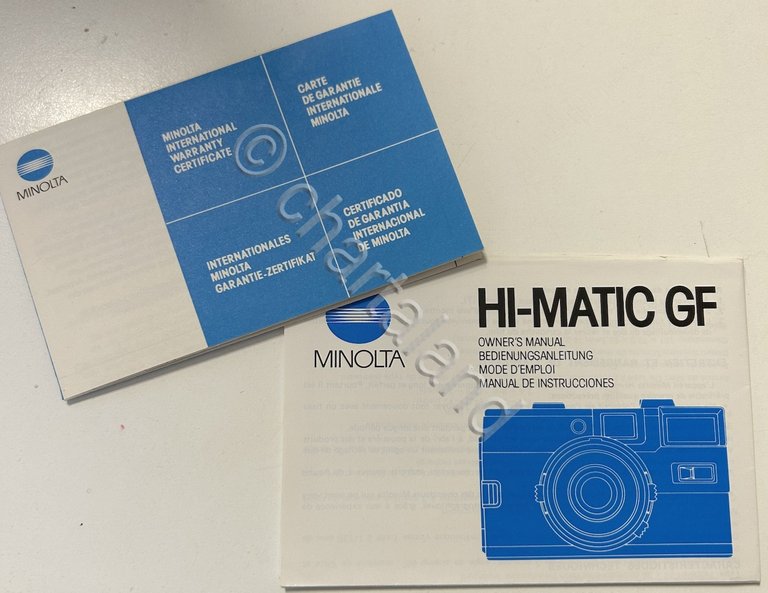 MINOLTA
MINOLTA
INTERNATIONAL
WARRANTY
CERTIFICATE
CARTE
DE GARANTIE
INTERNATIONALE
MINOLTA
INTERNATIONALES
MINOLTA
GARANTIE-ZERTIFIKAT
CERTIFICADO
DE GARANTIA
INTERNACIONAL
DE MINOLTA
© chartaland
MINOLTA
HI-MATIC GF
OWNER'S MANUAL
BEDIENUNGSANLEITUNG
MODE D'EMPLOI
MANUAL DE INSTRUCCIONES